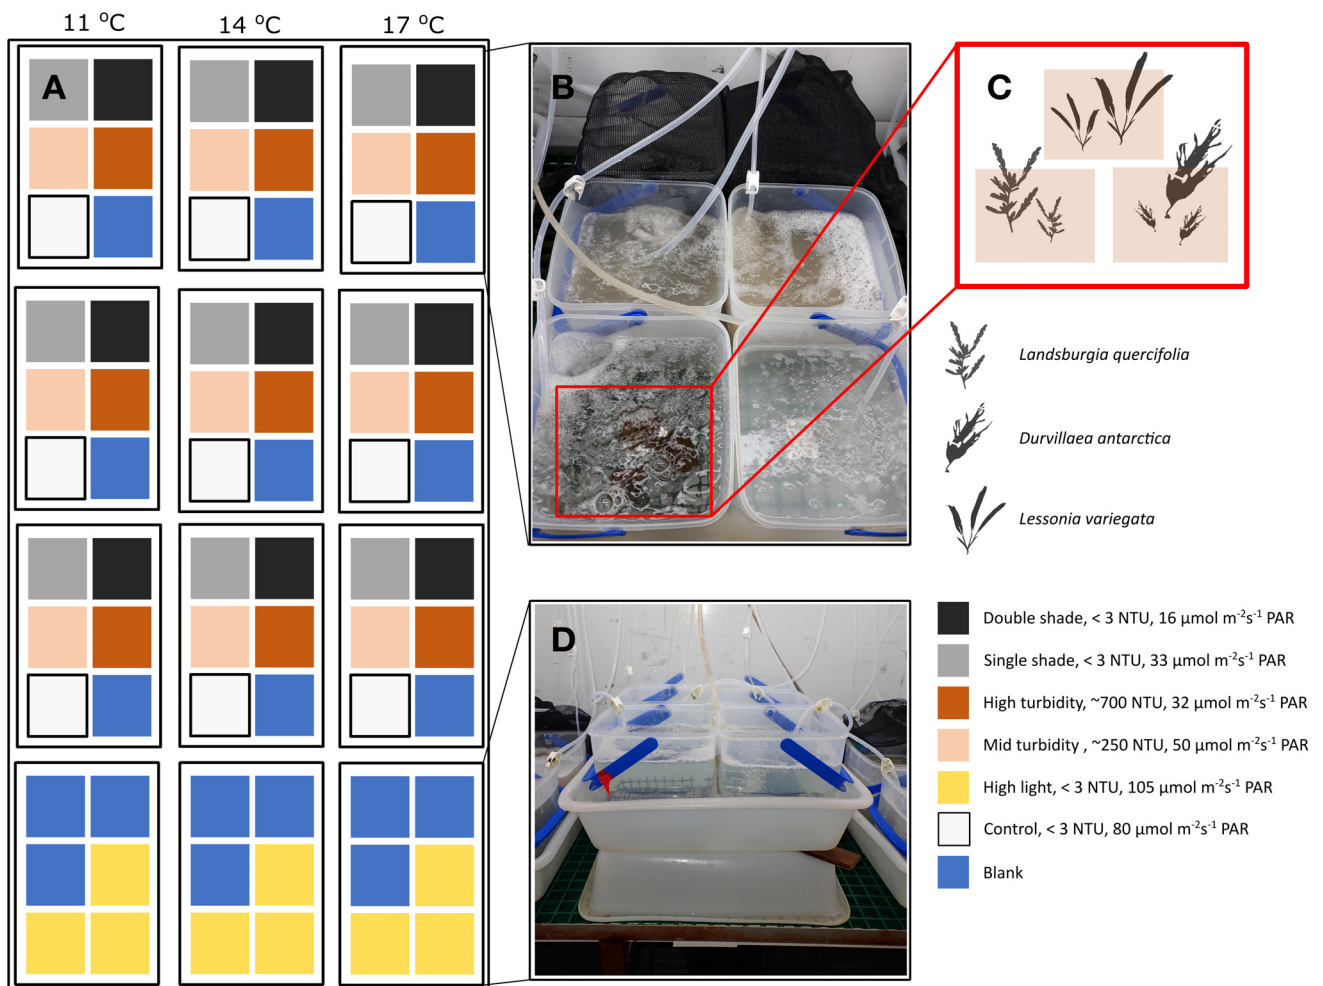 11 ⁰C 14 ⁰C 17 ⁰C
A
B
C
Landsburgia quercifolia
Durvillaea antarctica
Lessonia variegata
D
Double shade, < 3 NTU, 16 µmol m⁻²s⁻¹ PAR
Single shade, < 3 NTU, 33 µmol m⁻²s⁻¹ PAR
High turbidity, ~700 NTU, 32 µmol m⁻²s⁻¹ PAR
Mid turbidity , ~250 NTU, 50 µmol m⁻²s⁻¹ PAR
High light, < 3 NTU, 105 µmol m⁻²s⁻¹ PAR
Control, < 3 NTU, 80 µmol m⁻²s⁻¹ PAR
Blank